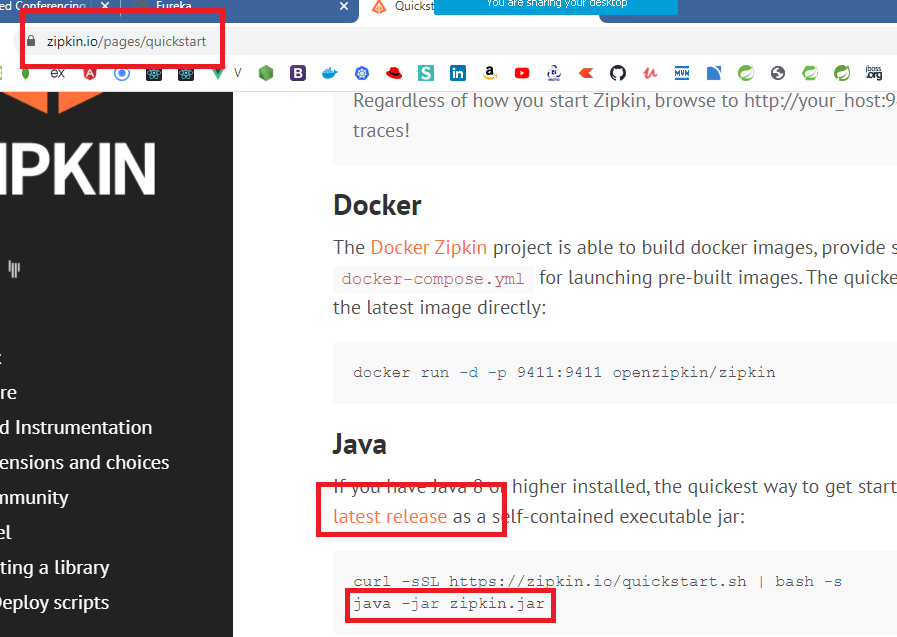 ed Conferencing
Eureka
Quickst
You are sharing your desktop
zipkin.io/pages/quickstart
ex
V
Regardless of how you start Zipkin, browse to http://your_host:9
traces!
IPKIN
Docker
The Docker Zipkin project is able to build docker images, provide s
docker-compose.yml for launching pre-built images. The quicke
the latest image directly:
docker run -d -p 9411:9411 openzipkin/zipkin
re
d Instrumentation
ensions and choices
mmunity
el
ting a library
Deploy scripts
Java
If you have Java 8 or higher installed, the quickest way to get start
latest release as a self-contained executable jar:
curl -sSL https://zipkin.io/quickstart.sh | bash -s
java -jar zipkin.jar